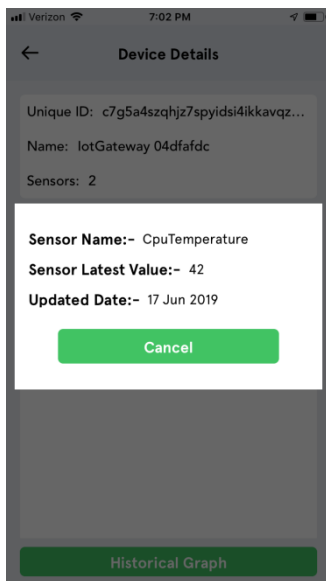 Verizon 7:02 PM
Device Details
Unique ID: c7g5a4szqhjz7spyidsi4ikkavqz...
Name: IotGateway 04dfafdc
Sensors: 2
Sensor Name:- CpuTemperature
Sensor Latest Value:- 42
Updated Date:- 17 Jun 2019
Cancel
Historical Graph